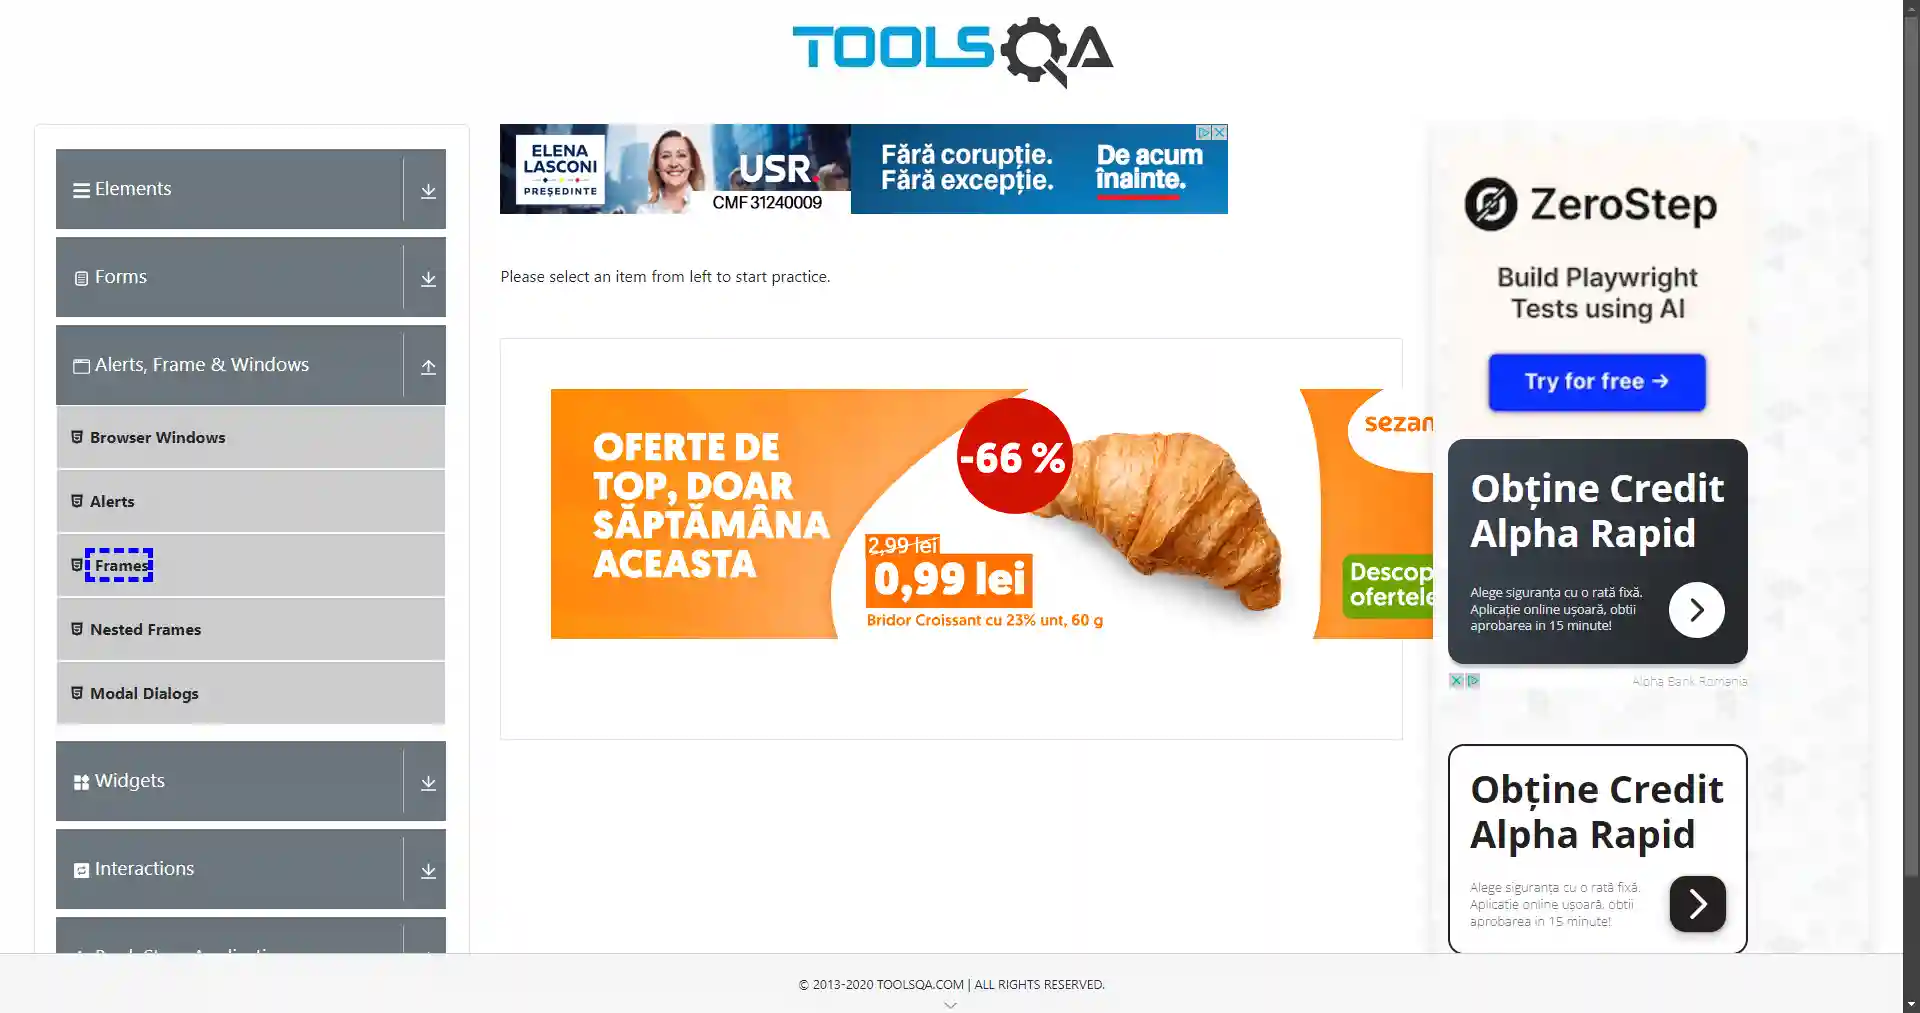 TOOLSQA
Elements
Forms
Alerts, Frame & Windows
Browser Windows
Alerts
Frames
Nested Frames
Modal Dialogs
Widgets
Interactions
ELENA
LASCONI
PREȘEDINTE
USR.
CMF 31240009
Fără corupție.
Fără excepție.
De acum
înainte.
Please select an item from left to start practice.
OFERTE DE
TOP, DOAR
SĂPTĂMÂNA
ACEASTA
-66 %
2,99 lei
0,99 lei
Bridor Croissant cu 23% unt, 60 g
sezan
Descop
ofertele
ZeroStep
Build Playwright
Tests using AI
Try for free →
Obține Credit
Alpha Rapid
Alege siguranța cu o rată fixă.
Aplicație online ușoară, obtii
aprobarea in 15 minute!
Alpha Bank Romania
Obține Credit
Alpha Rapid
Alege siguranța cu o rată fixă.
Aplicație online ușoară, obtii
aprobarea in 15 minute!
© 2013-2020 TOOLSQA.COM | ALL RIGHTS RESERVED.